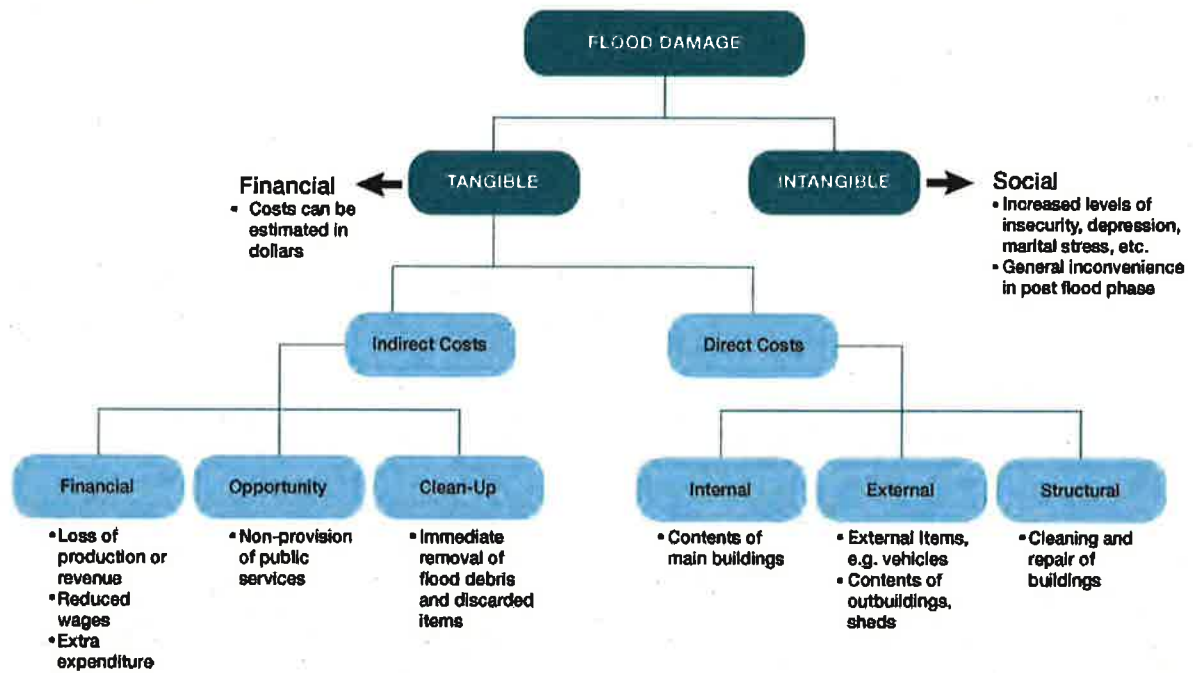 FLOOD DAMAGE
TANGIBLE
INTANGIBLE
Financial
• Costs can be
estimated in
dollars
Social
• Increased levels of
insecurity, depression,
marital stress, etc.
• General inconvenience
in post flood phase
Indirect Costs
Direct Costs
Financial
• Loss of
production or
revenue
• Reduced
wages
• Extra
expenditure
Opportunity
• Non-provision
of public
services
Clean-Up
• Immediate
removal of
flood debris
and discarded
items
Internal
• Contents of
main buildings
External
• External Items,
e.g. vehicles
• Contents of
outbuildings,
sheds
Structural
• Cleaning and
repair of
buildings